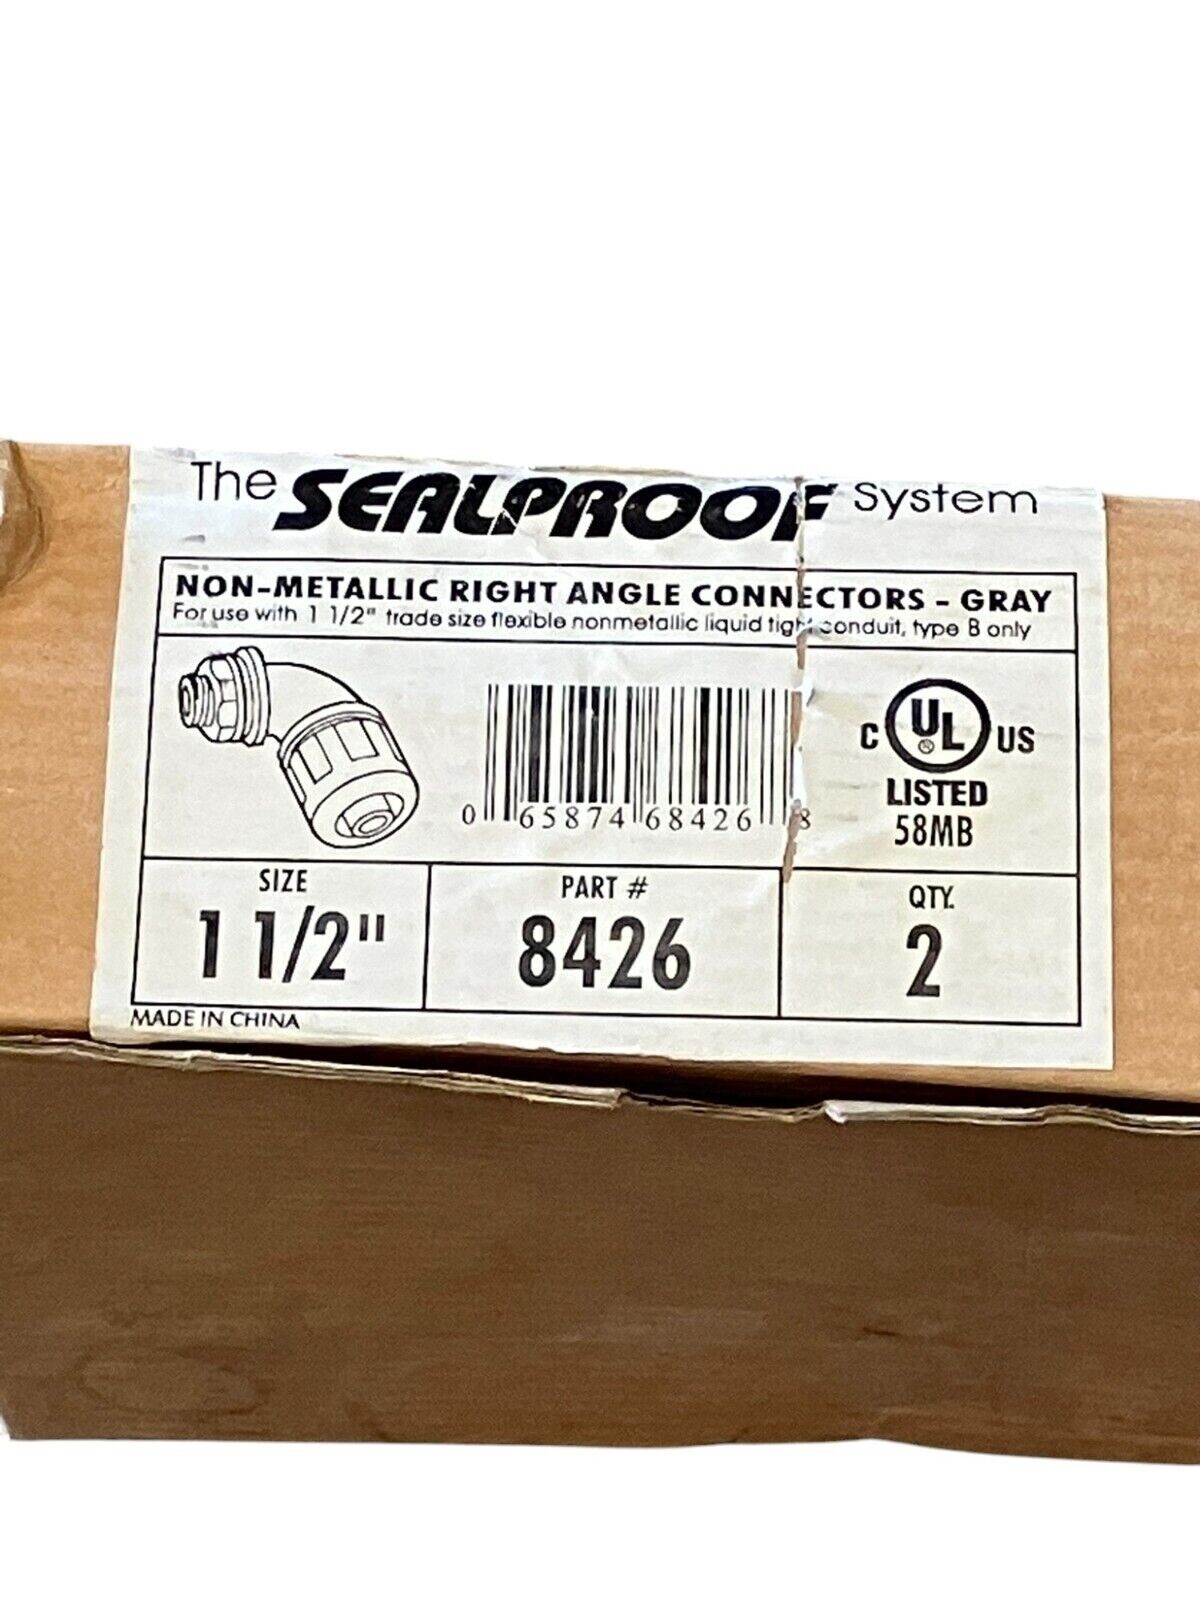 The SEALPROOF System
NON-METALLIC RIGHT ANGLE CONNECTORS - GRAY
For use with 1 1/2" trade size flexible nonmetallic liquid tight conduit, type B only
C UL US
® 
LISTED
58MB
0 65874 68426 8
SIZE
1 1/2"
PART #
8426
QTY.
2
MADE IN CHINA